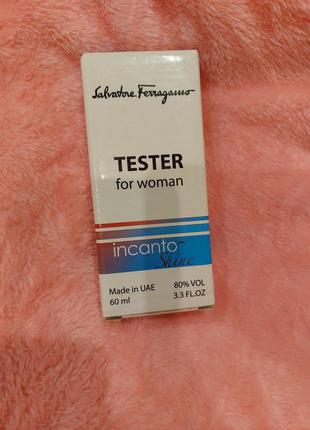 Salvatore Ferragamo
TESTER
for woman
incanto
Shine
Made in UAE 80% VOL
60 ml 3.3 FL.OZ